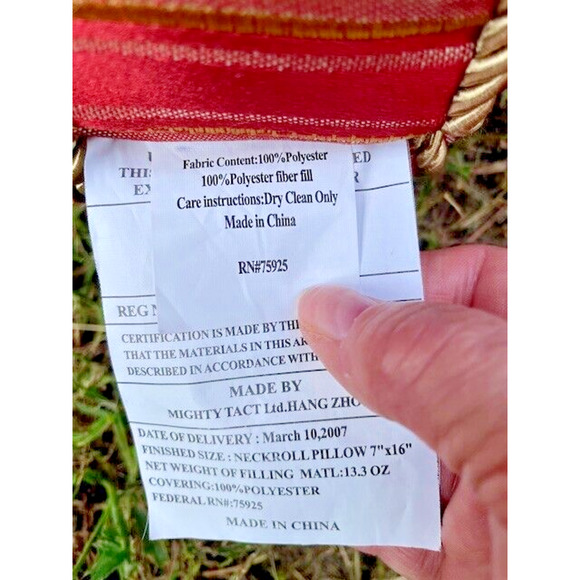 Fabric Content:100%Polyester
100%Polyester fiber fill
Care instructions:Dry Clean Only
Made in China
RN#75925
ED
REG
CERTIFICATION IS MADE BY THE
THAT THE MATERIALS IN THIS
DESCRIBED IN ACCORDANCE WITH
MADE BY
MIGHTY TACT Ltd.HANG
DATE OF DELIVERY : March 10,2007
FINISHED SIZE : NECKROLL PILLOW 7"x16"
NET WEIGHT OF FILLING MATL:13.3 OZ
COVERING:100%POLYESTER
FEDERAL RN#:75925
MADE IN CHINA